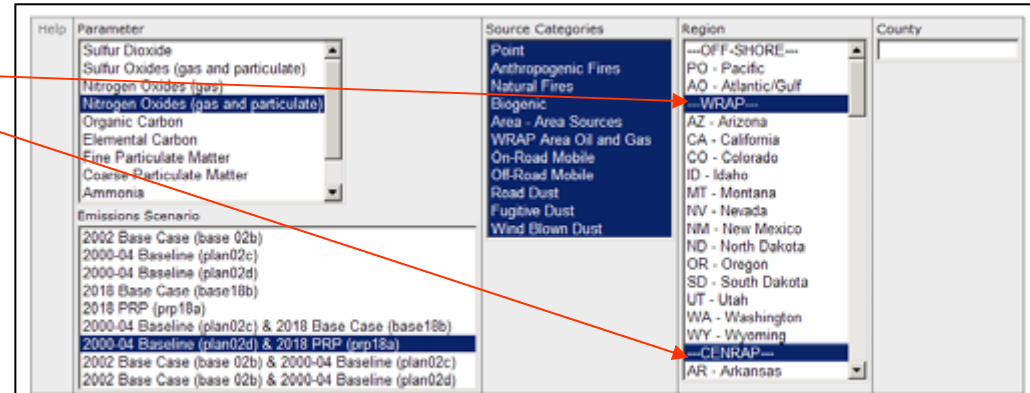 Help
Parameter
Sulfur Dioxide
Sulfur Oxides (gas and particulate)
Nitrogen Oxides (gas)
Nitrogen Oxides (gas and particulate)
Organic Carbon
Elemental Carbon
Fine Particulate Matter
Coarse Particulate Matter
Ammonia
Emissions Scenario
2002 Base Case (base 02b)
2000-04 Baseline (plan02c)
2000-04 Baseline (plan02d)
2018 Base Case (base18b)
2018 PRP (prp18a)
2000-04 Baseline (plan02c) & 2018 Base Case (base18b)
2000-04 Baseline (plan02d) & 2018 PRP (prp18a)
2002 Base Case (base 02b) & 2000-04 Baseline (plan02c)
2002 Base Case (base 02b) & 2000-04 Baseline (plan02d)
Source Categories
Point
Anthropogenic Fires
Natural Fires
Biogenic
Area - Area Sources
WRAP Area Oil and Gas
On-Road Mobile
Off-Road Mobile
Road Dust
Fugitive Dust
Wind Blown Dust
Region
---OFF-SHORE---
PO - Pacific
AO - Atlantic/Gulf
---WRAP---
AZ - Arizona
CA - California
CO - Colorado
ID - Idaho
MT - Montana
NV - Nevada
NM - New Mexico
ND - North Dakota
OR - Oregon
SD - South Dakota
UT - Utah
WA - Washington
WY - Wyoming
---CENRAP---
AR - Arkansas
County